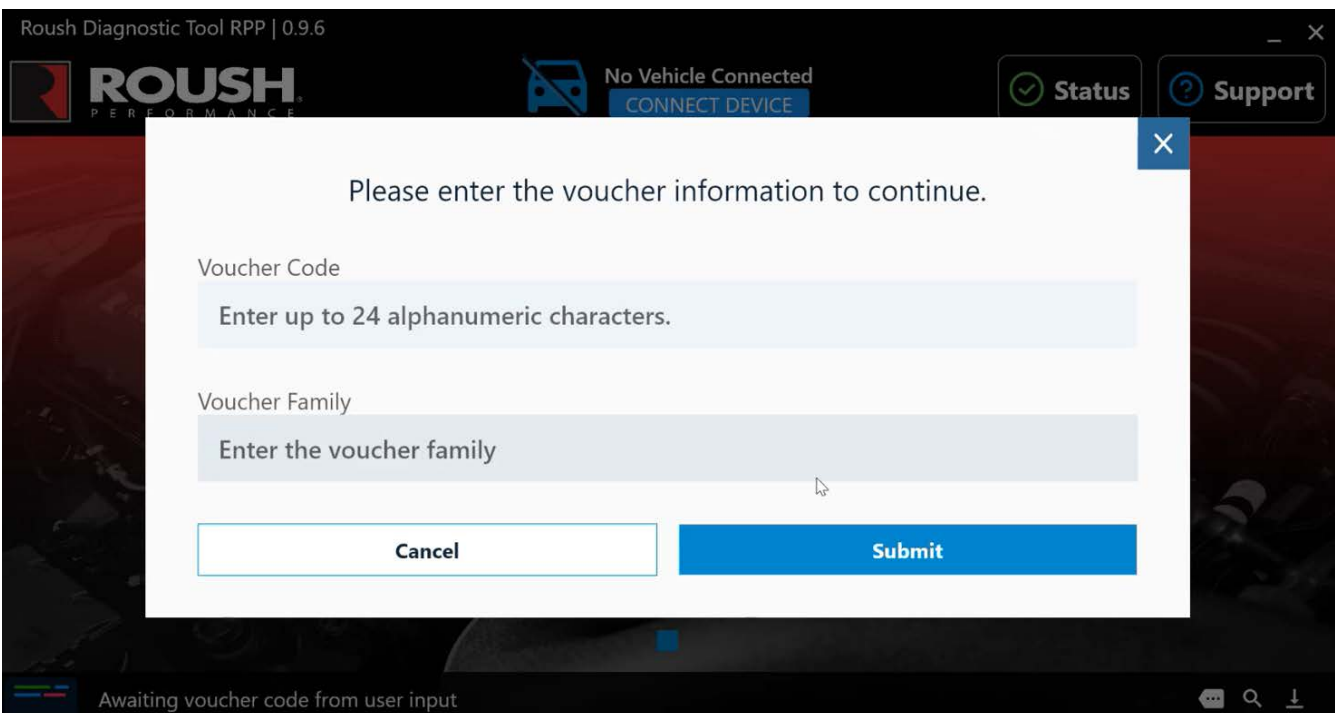 Roush Diagnostic Tool RPP | 0.9.6
ROUSH
PERFORMANCE
No Vehicle Connected
CONNECT DEVICE
Status
Support
Please enter the voucher information to continue.
Voucher Code
Enter up to 24 alphanumeric characters.
Voucher Family
Enter the voucher family
Cancel
Submit
Awaiting voucher code from user input